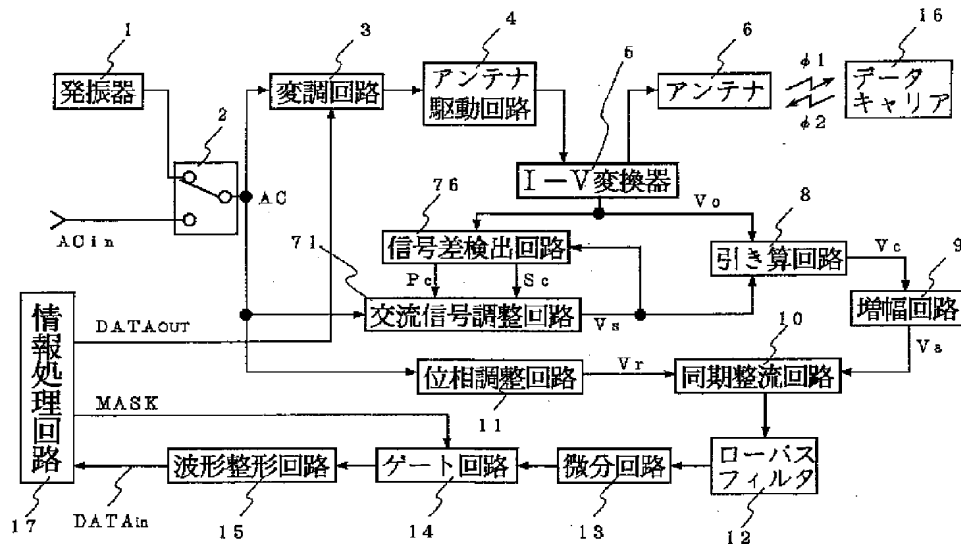 1
3
4
5
6
16
発振器
変調回路
アンテナ
駆動回路
アンテナ
φ1
φ2
データ
キャリア
2
AC
ACin
I-V変換器
76
Vo
8
信号差検出回路
引き算回路
Vc
9
71
Pc
Sc
交流信号調整回路
Vs
増幅回路
DATAOUT
10
情報処理回路
位相調整回路
Vr
同期整流回路
Va
11
MASK
波形整形回路
ゲート回路
微分回路
ローパス
フィルタ
17
DATAin
15
14
13
12